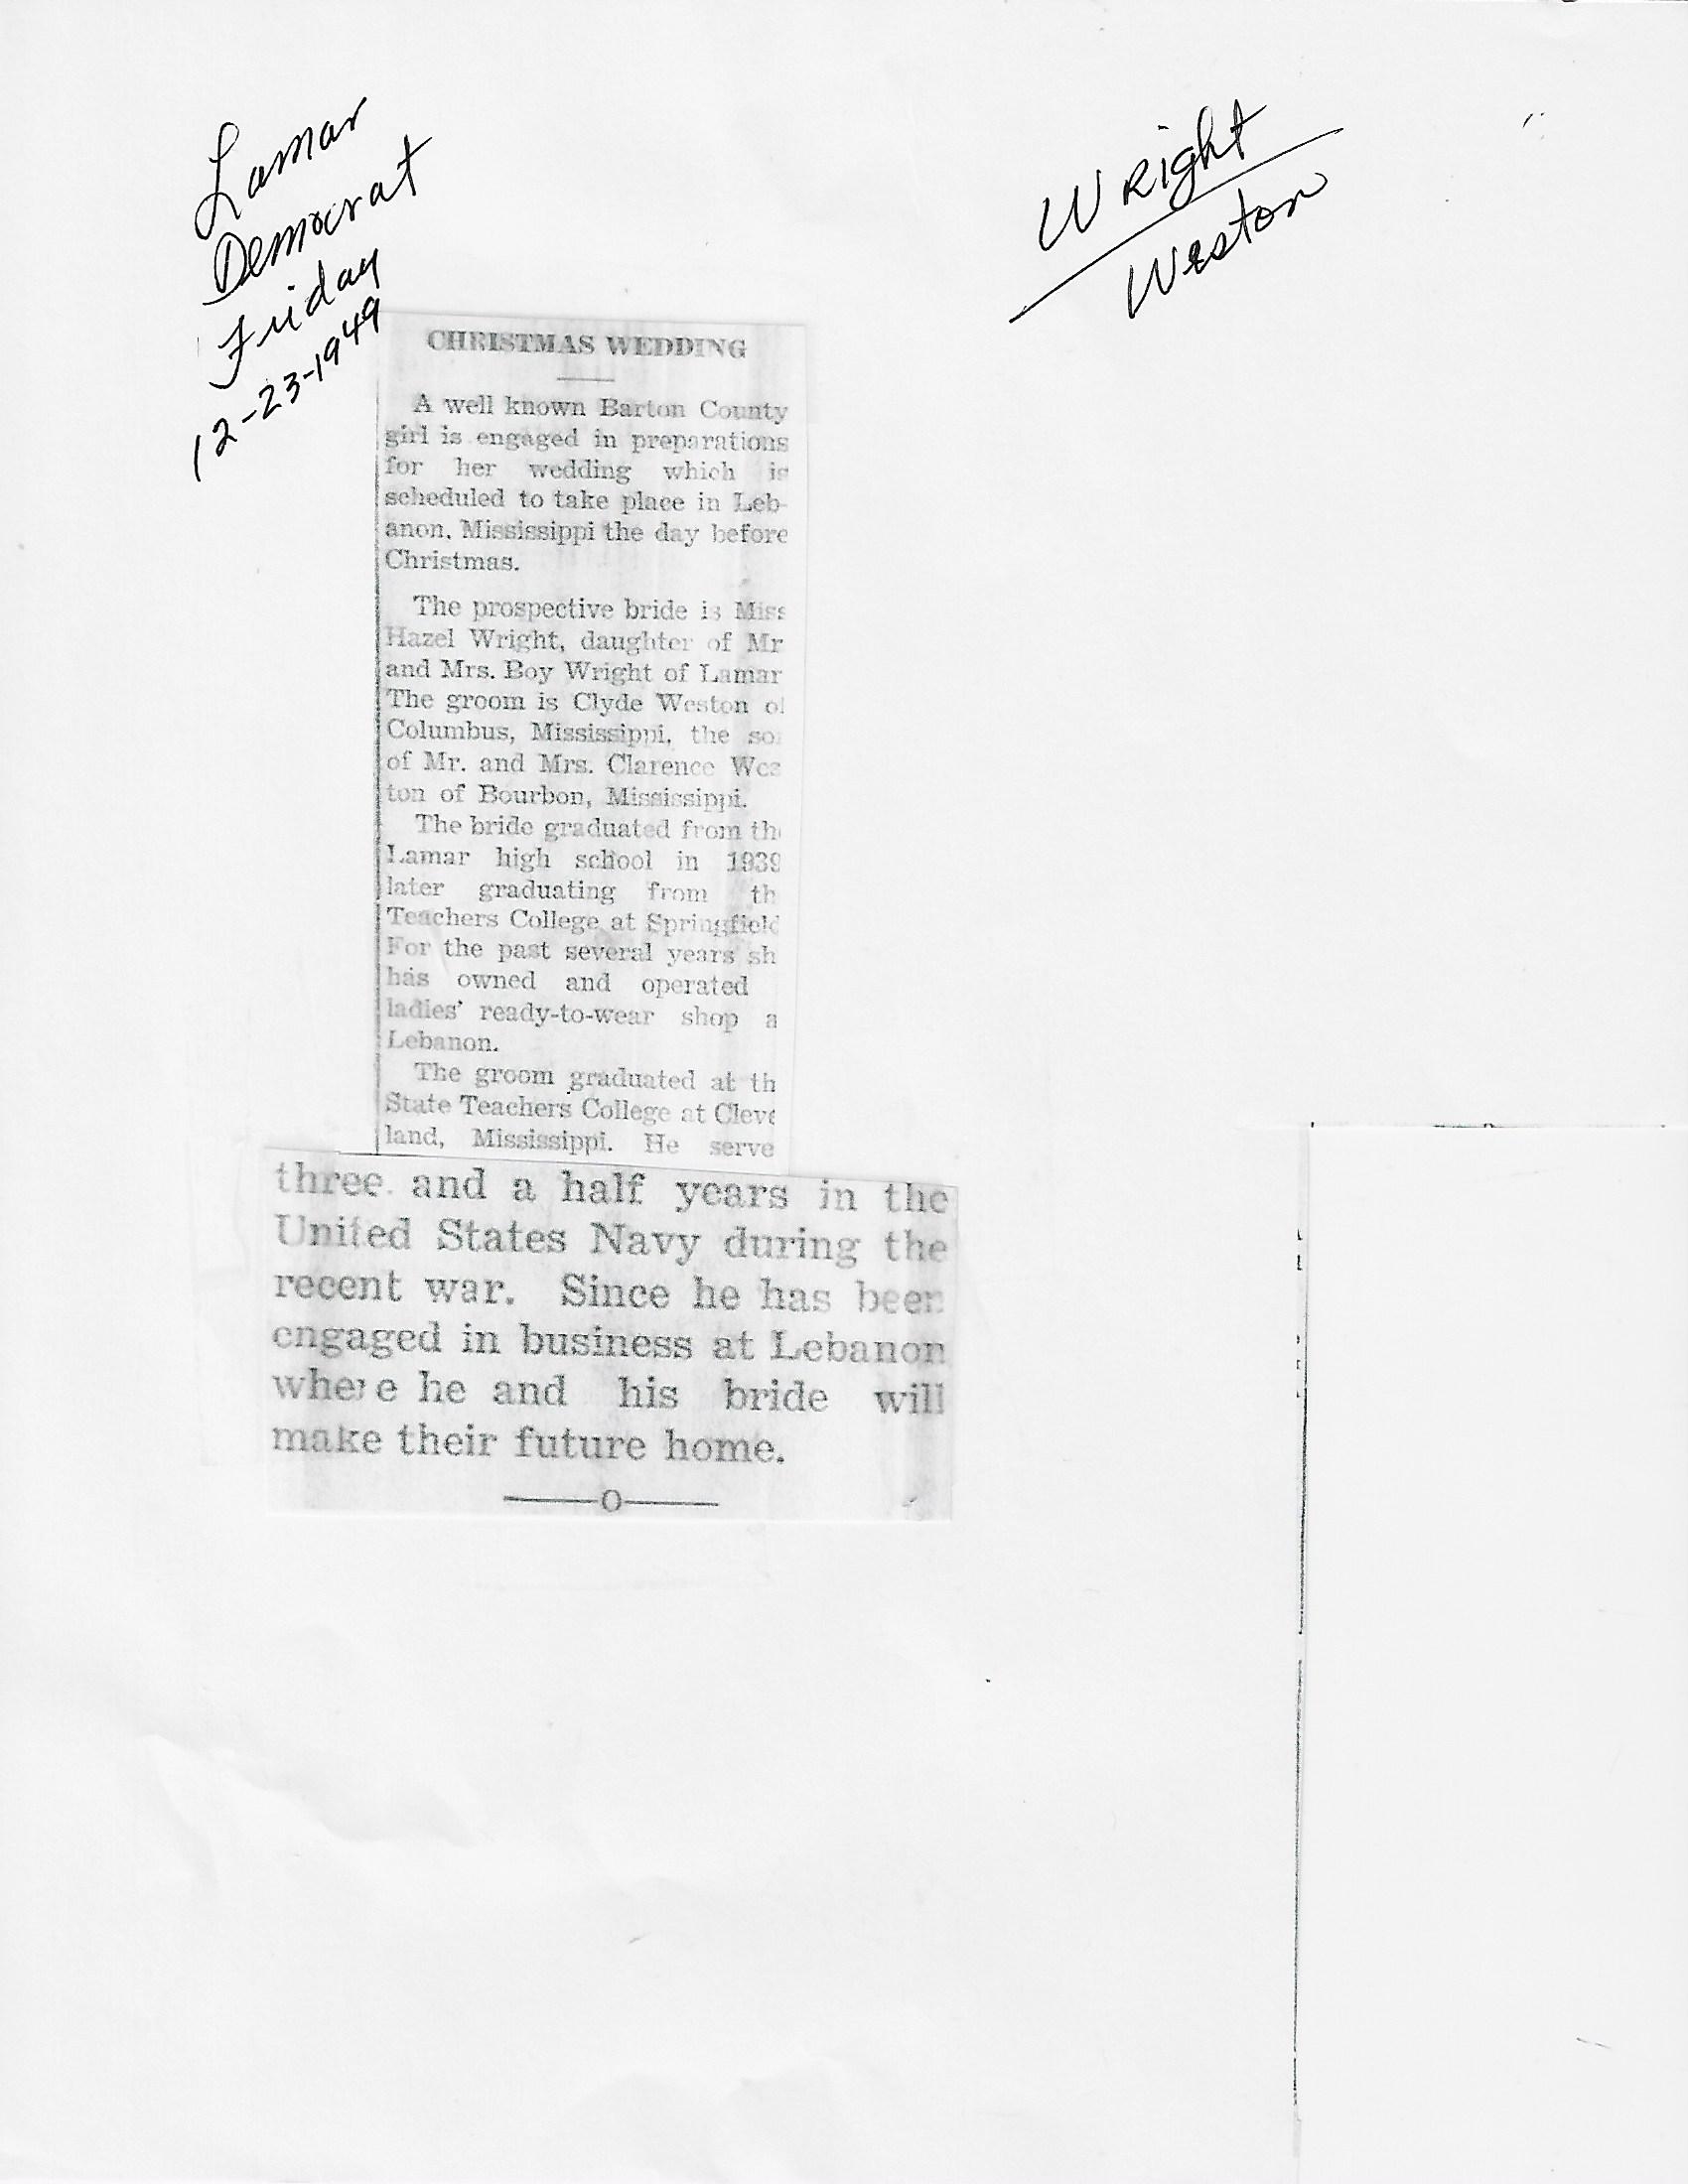 Lamar
Democrat
Friday
12-23-1949
Wright
Weston
CHRISTMAS WEDDING
A well known Barton County
girl is engaged in preparations
for her wedding which is
scheduled to take place in Leb-
anon, Mississippi the day before
Christmas.
The prospective bride is Miss
Hazel Wright, daughter of Mr
and Mrs. Boy Wright of Lamar
The groom is Clyde Weston of
Columbus, Mississippi, the so
of Mr. and Mrs. Clarence Wes
ton of Bourbon, Mississippi.
The bride graduated from th
Lamar high school in 1939
later graduating from th
Teachers College at Springfield
For the past several years sh
has owned and operated
ladies' ready-to-wear shop a
Lebanon.
The groom graduated at th
State Teachers College at Cleve
land, Mississippi. He serve
three and a half years in the
United States Navy during the
recent war. Since he has been
engaged in business at Lebanon
where he and his bride will
make their future home.